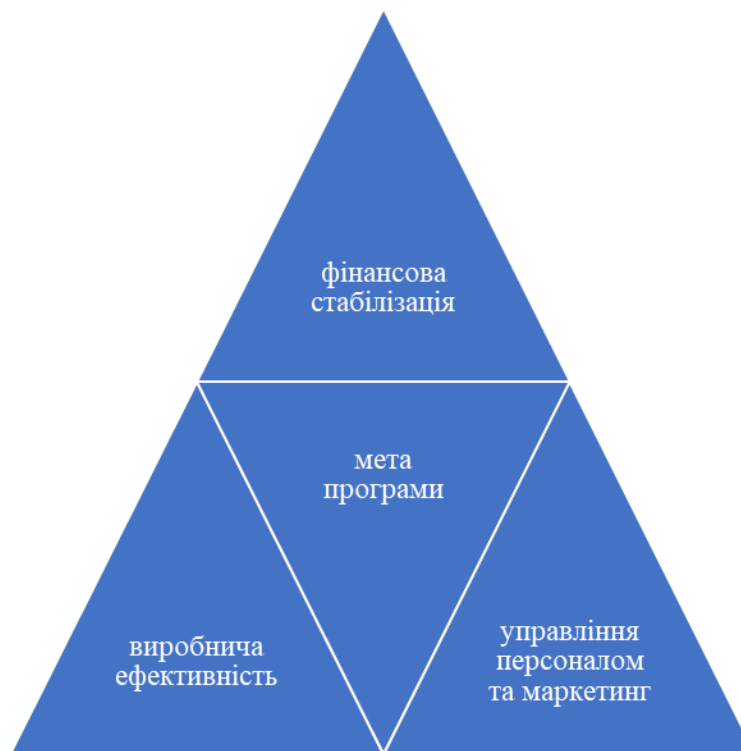 фінансова
стабілізація
мета
програми
виробнича
ефективність
управління
персоналом
та маркетинг